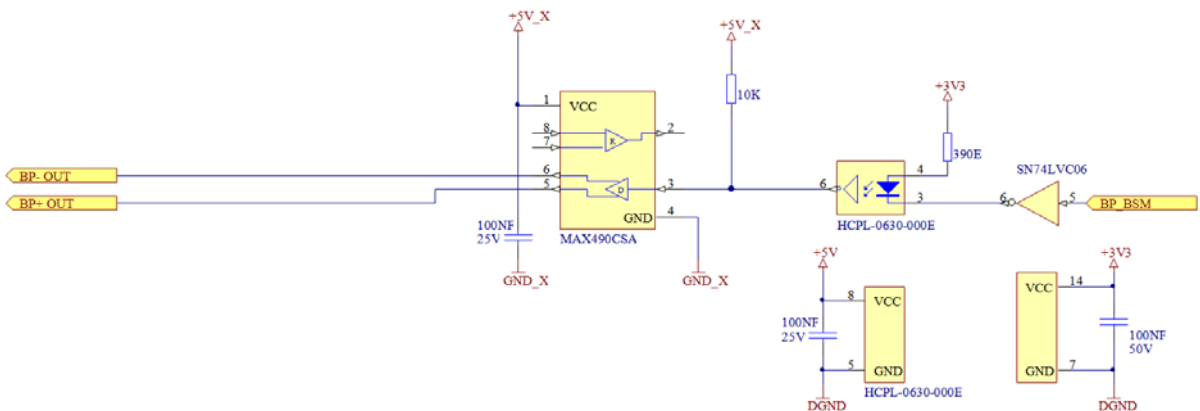 +5V_X
+5V_X
10K
+3V3
390E
1
VCC
8
7
R
2
6
5
D
3
GND
4
MAX490CSA
BP- OUT
BP+ OUT
100NF
25V
GND_X
GND_X
6
4
3
HCPL-0630-000E
SN74LVC06
6
5
BP_BSM
+5V
8
VCC
100NF
25V
5
GND
HCPL-0630-000E
DGND
+3V3
VCC
14
100NF
50V
GND
7
DGND